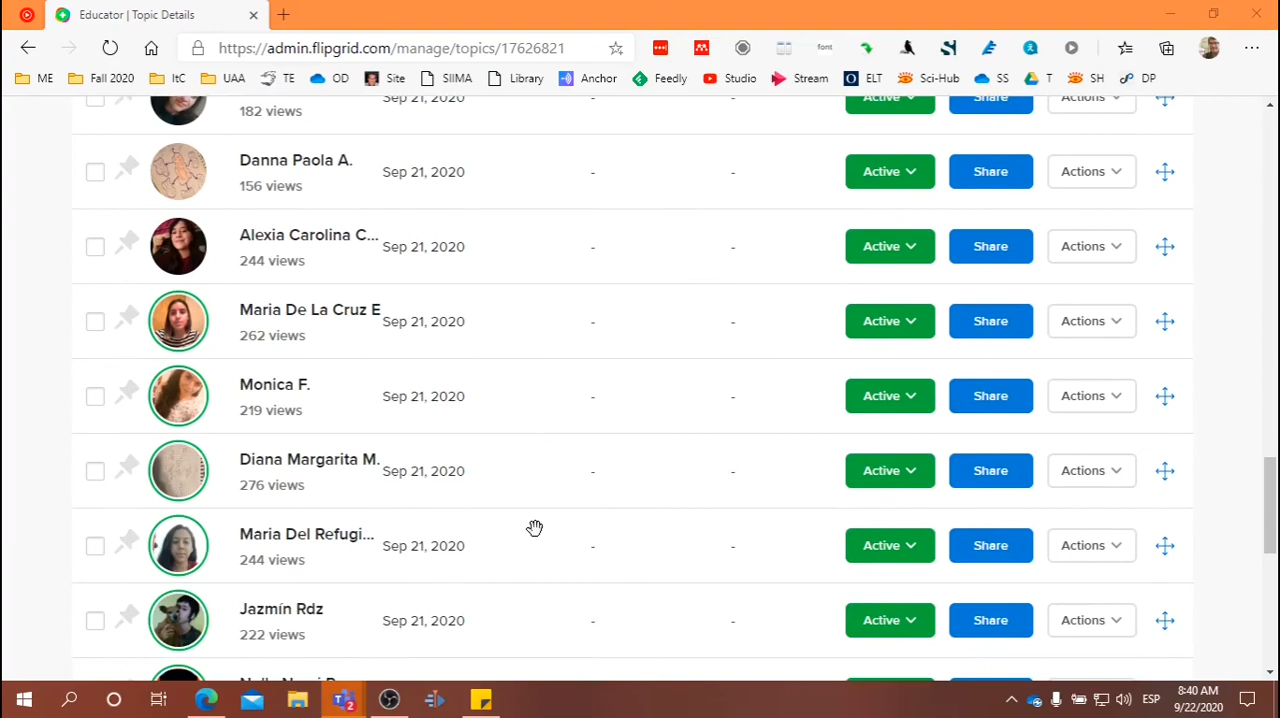 Educator | Topic Details
https://admin.flipgrid.com/manage/topics/17626821
font
ME Fall 2020 ItC UAA TE OD Site SIIMA Library Anchor Feedly Studio Stream ELT Sci-Hub SS T SH DP
Sep 21, 2020 Active Share Actions
182 views
Danna Paola A. Sep 21, 2020 - - Active Share Actions
156 views
Alexia Carolina C... Sep 21, 2020 - - Active Share Actions
244 views
Maria De La Cruz E Sep 21, 2020 - - Active Share Actions
262 views
Monica F. Sep 21, 2020 - - Active Share Actions
219 views
Diana Margarita M. Sep 21, 2020 - - Active Share Actions
276 views
Maria Del Refugi... Sep 21, 2020 - - Active Share Actions
244 views
Jazmín Rdz Sep 21, 2020 - - Active Share Actions
222 views
ESP 8:40 AM
9/22/2020